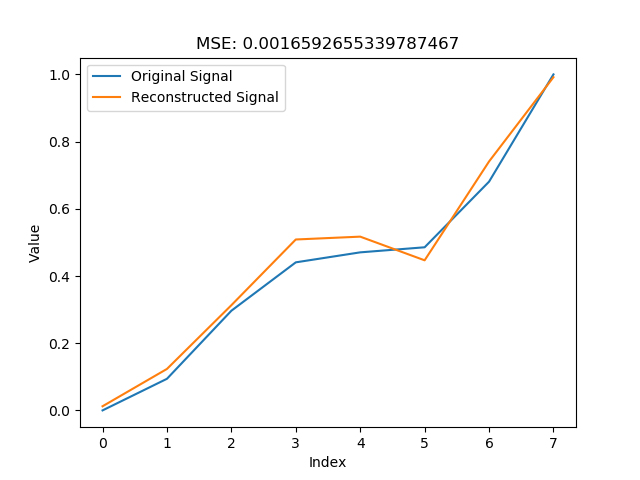 MSE: 0.0016592655339787467
Original Signal
Reconstructed Signal
1.0
0.8
0.6
0.4
0.2
0.0
Value
0 1 2 3 4 5 6 7
Index